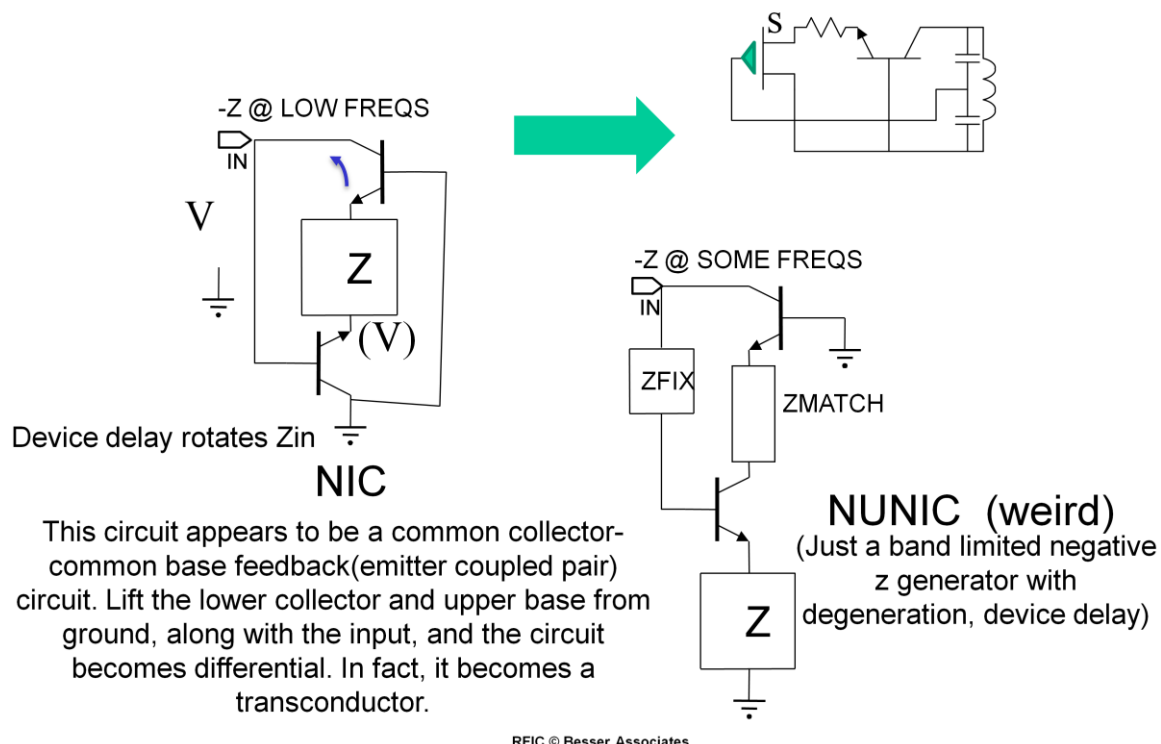 S
-Z @ LOW FREQS
IN
V
Z
(V)
Device delay rotates Zin
NIC
This circuit appears to be a common collector-
common base feedback(emitter coupled pair)
circuit. Lift the lower collector and upper base from
ground, along with the input, and the circuit
becomes differential. In fact, it becomes a
transconductor.
-Z @ SOME FREQS
IN
ZFIX
ZMATCH
Z
NUNIC (weird)
(Just a band limited negative
z generator with
degeneration, device delay)
RFIC © Besser Associates